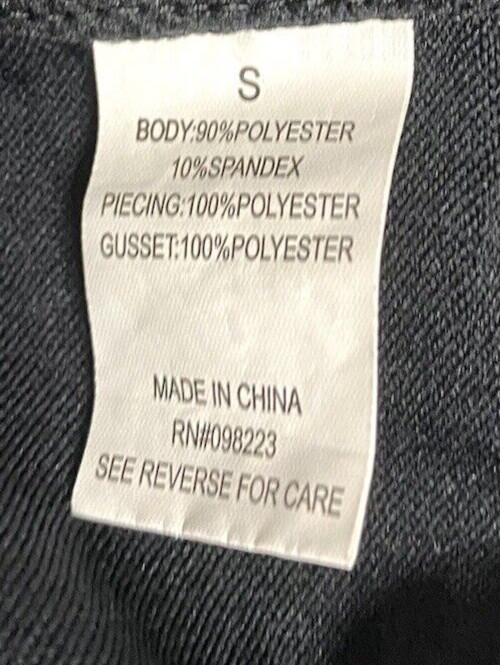 S
BODY:90%POLYESTER
10%SPANDEX
PIECING:100%POLYESTER
GUSSET:100%POLYESTER
MADE IN CHINA
RN#098223
SEE REVERSE FOR CARE